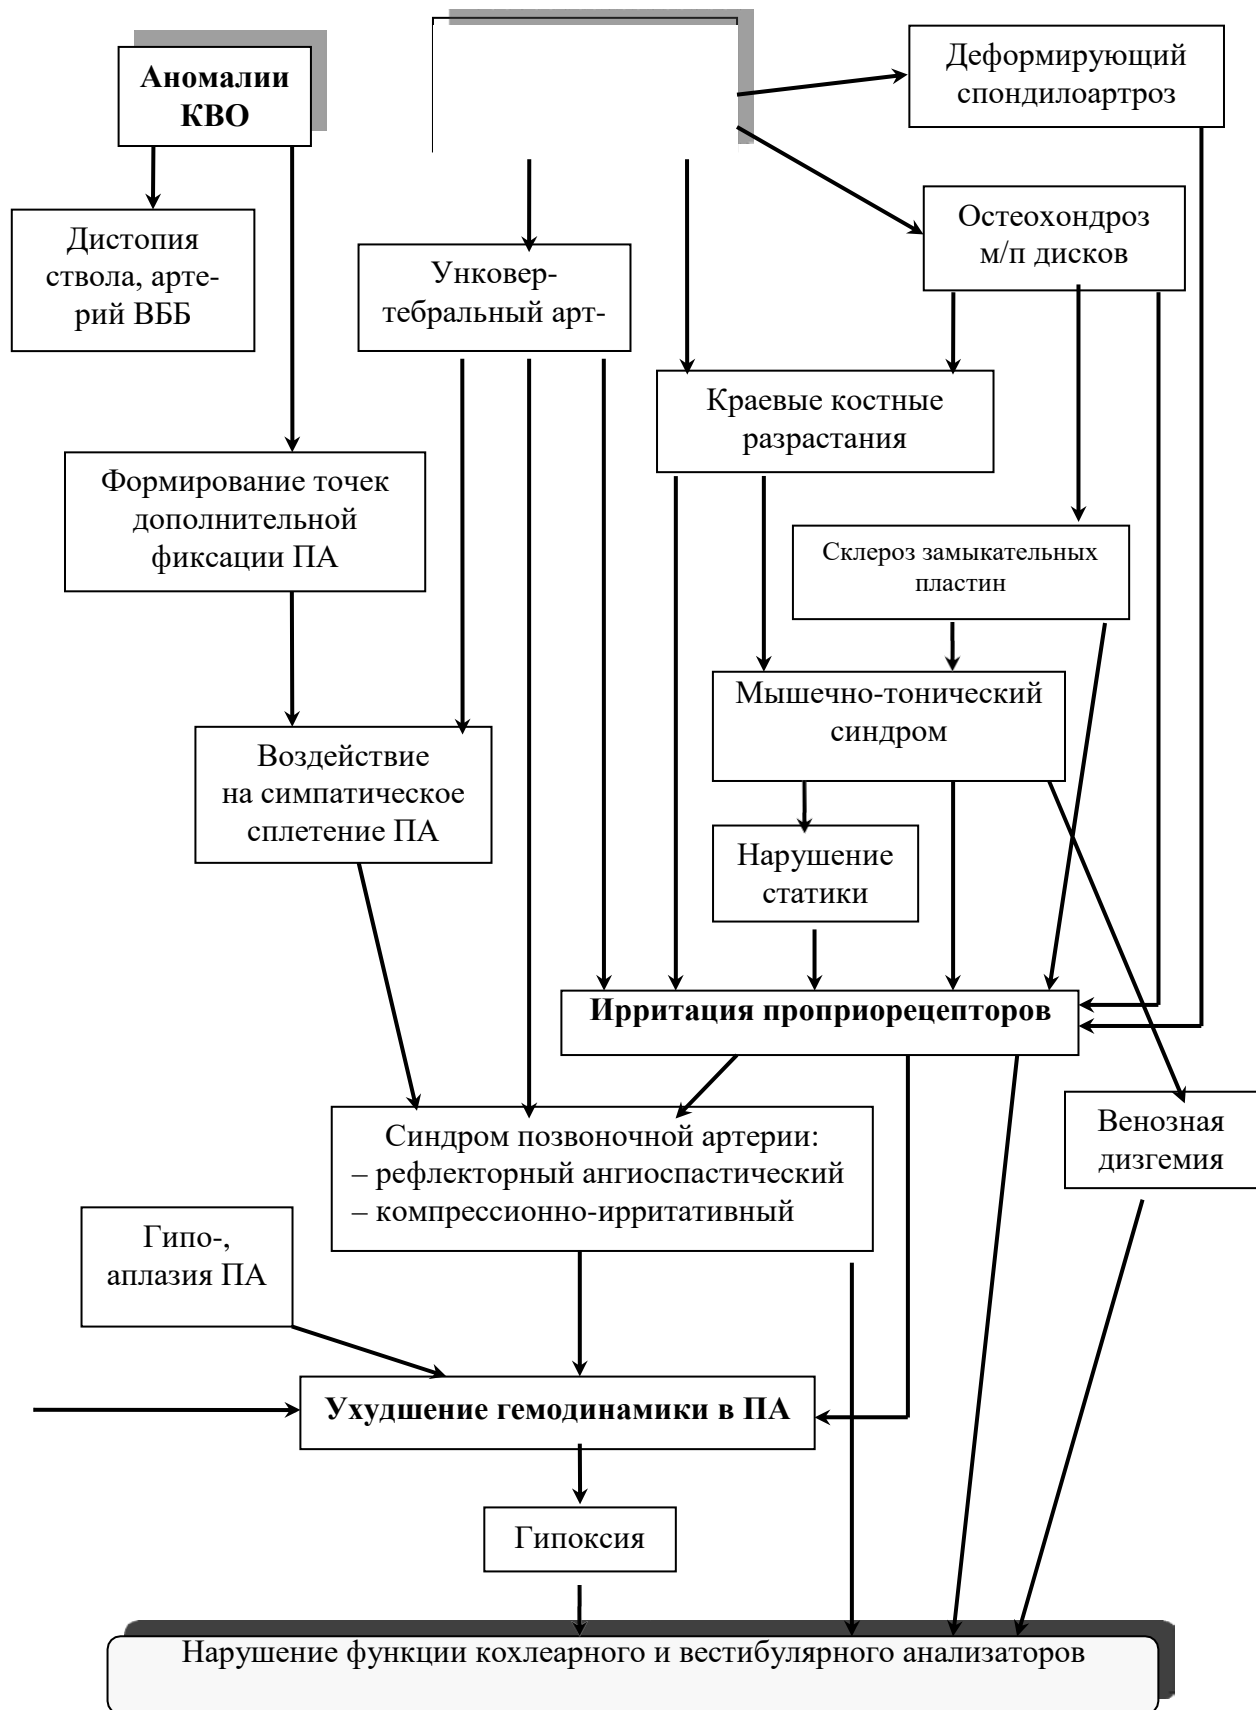 Аномалии
КВО
Деформирующий
спондилоартроз
Дистопия
ствола, арте-
рий ВББ
Унковер-
тебральный арт-
Остеохондроз
м/п дисков
Краевые костные
разрастания
Формирование точек
дополнительной
фиксации ПА
Склероз замыкательных
пластин
Мышечно-тонический
синдром
Воздействие
на симпатическое
сплетение ПА
Нарушение
статики
Ирритация проприорецепторов
Синдром позвоночной артерии:
– рефлекторный ангиоспастический
– компрессионно-ирритативный
Венозная
дизгемия
Гипо-,
аплазия ПА
Ухудшение гемодинамики в ПА
Гипоксия
Нарушение функции кохлеарного и вестибулярного анализаторов